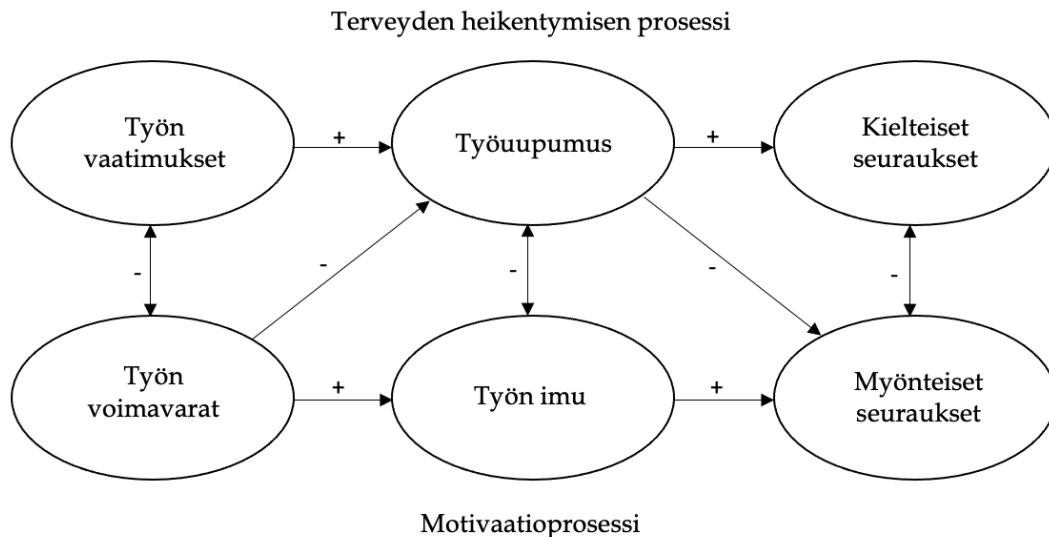 Terveyden heikentymisen prosessi
Työn
vaatimukset
+
Työuupumus
+
Kielteiset
seuraukset
-
-
-
-
-
Työn
voimavarat
+
Työn imu
+
Myönteiset
seuraukset
Motivaatioprosessi